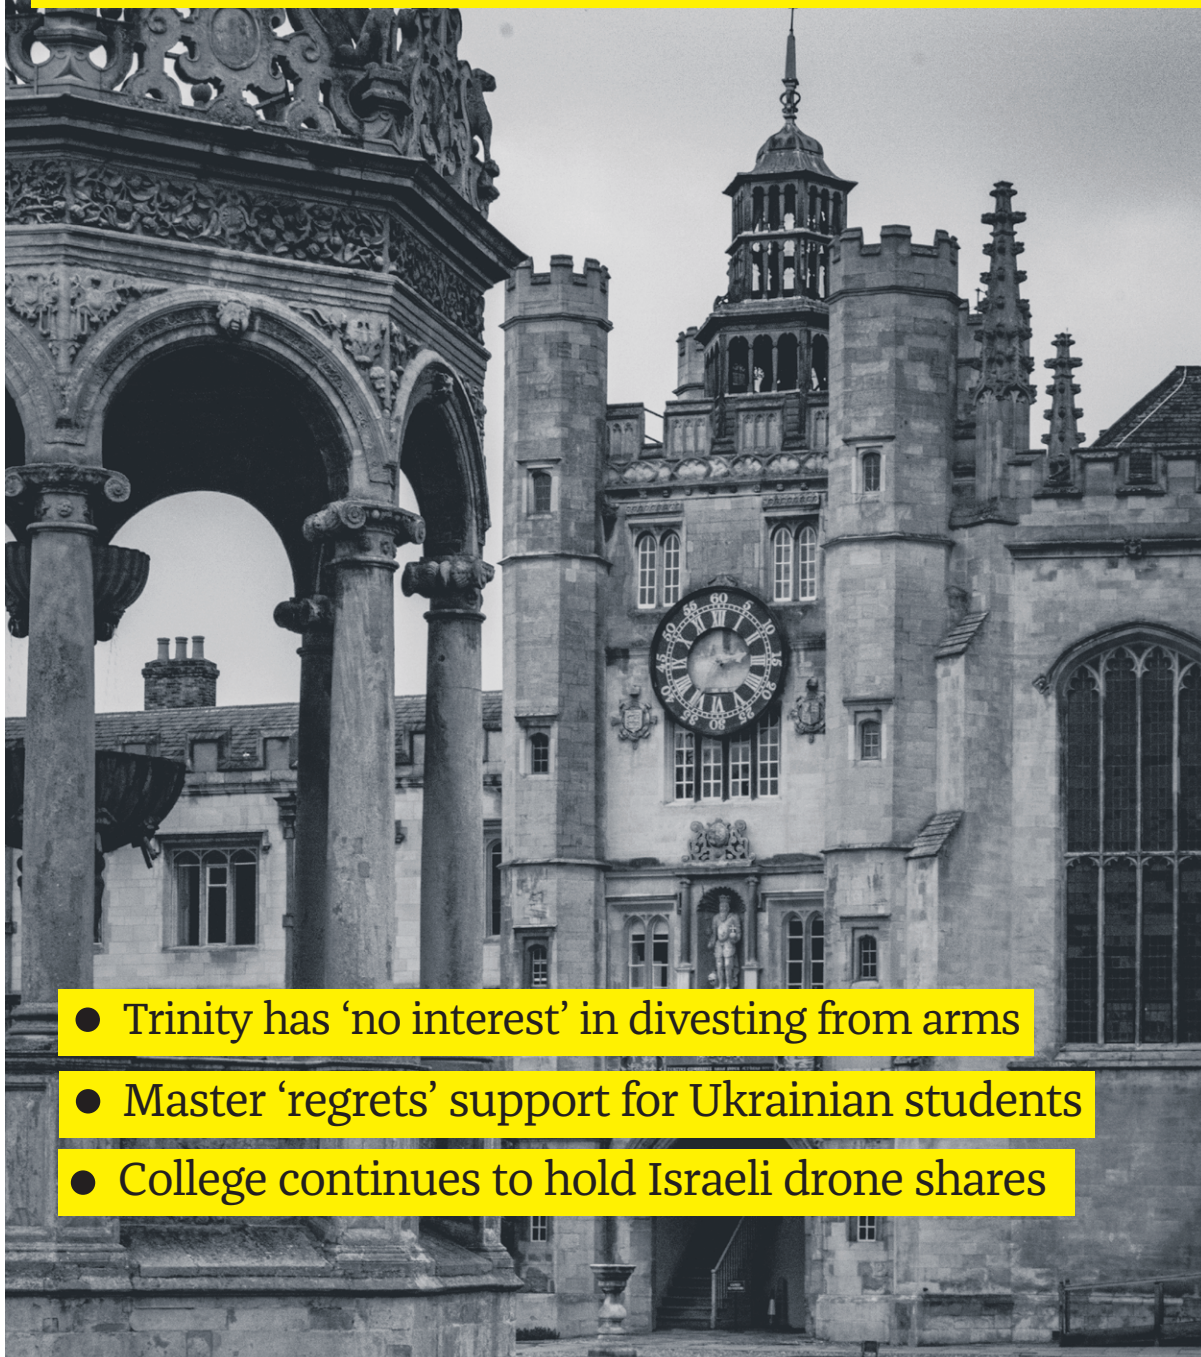 ● Trinity has ‘no interest’ in divesting from arms
● Master ‘regrets’ support for Ukrainian students
● College continues to hold Israeli drone shares